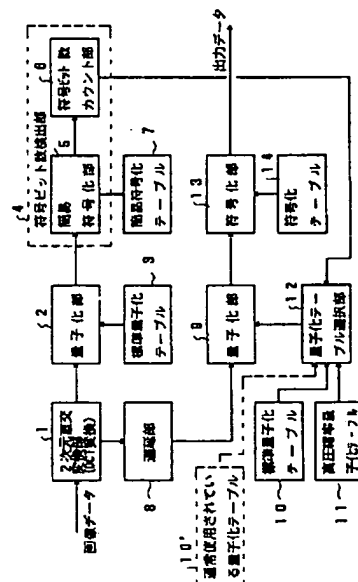 画像データ
1
2次元直交
変換部
(DCT変換)
2
量子化部
3
標準量子化
テーブル
4
符号ビット数検出部
5
簡易
符号化部
6
符号ビット数
カウント部
7
簡易符号化
テーブル
8
遅延部
9
量子化部
13
符号化部
出力データ
14
符号化
テーブル
12
量子化テー
ブル選択部
10'
通常使用されてい
る量子化テーブル
10
標準量子化
テーブル
11
高圧縮率量
子化テーブル